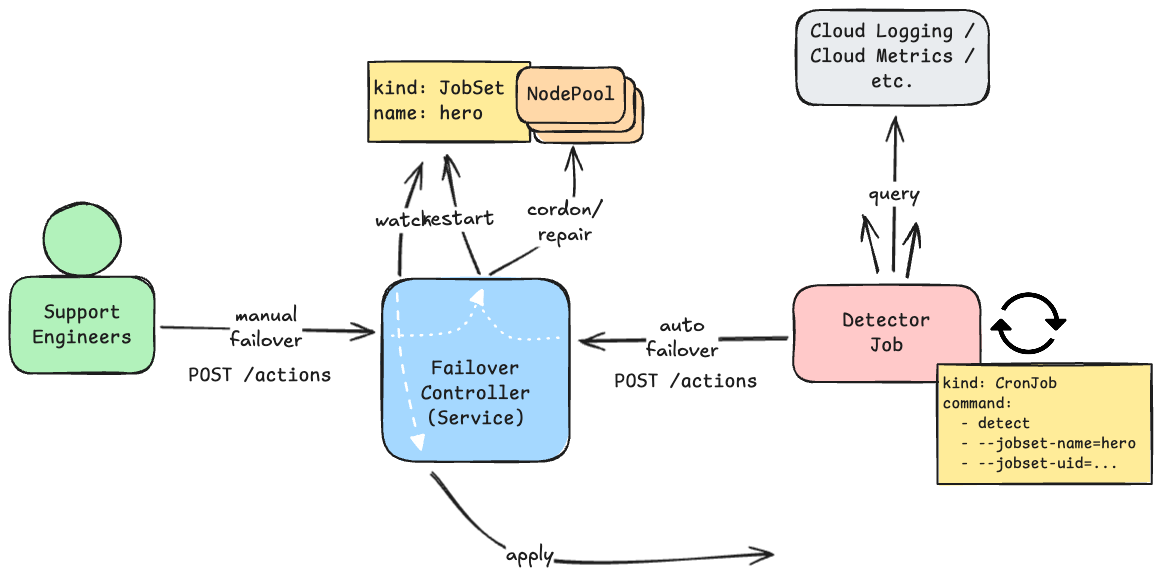 Cloud Logging /
Cloud Metrics /
etc.
kind: JobSet
name: hero
NodePool
query
watch
restart
cordon/
repair
Support
Engineers
manual
failover
POST /actions
Failover
Controller
(Service)
auto
failover
POST /actions
Detector
Job
kind: CronJob
command:
- detect
- --jobset-name=hero
- --jobset-uid=...
apply